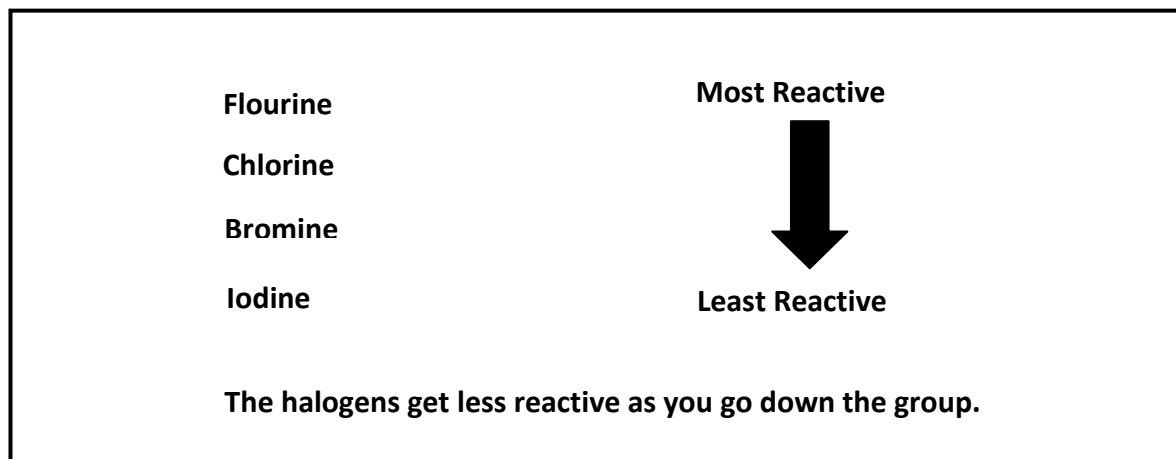 Flourine
Most Reactive
Chlorine
Bromine
Iodine
Least Reactive
The halogens get less reactive as you go down the group.